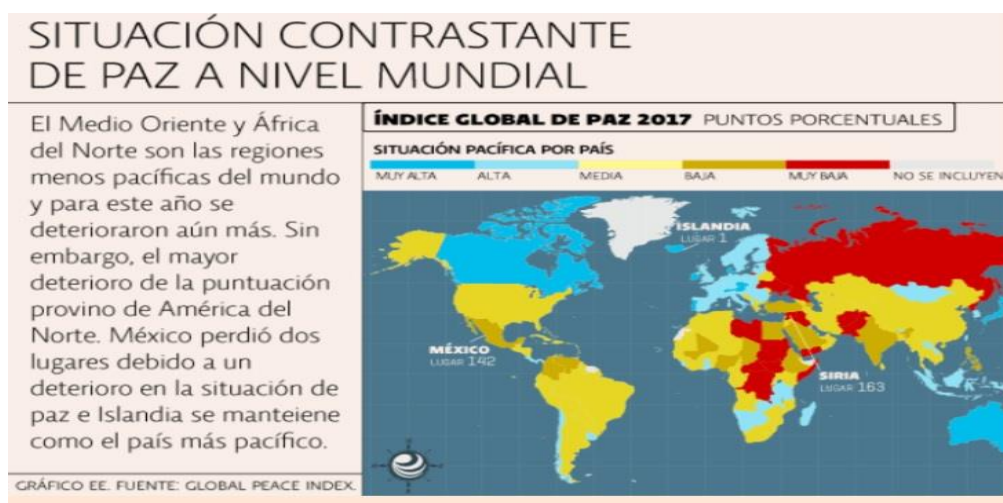 SITUACIÓN CONTRASTANTE
DE PAZ A NIVEL MUNDIAL
El Medio Oriente y África
del Norte son las regiones
menos pacíficas del mundo
y para este año se
deterioraron aún más. Sin
embargo, el mayor
deterioro de la puntuación
provino de América del
Norte. México perdió dos
lugares debido a un
deterioro en la situación de
paz e Islandia se manteiene
como el país más pacífico.
GRÁFICO EE. FUENTE: GLOBAL PEACE INDEX.
ÍNDICE GLOBAL DE PAZ 2017 PUNTOS PORCENTUALES
SITUACIÓN PACÍFICA POR PAÍS
MUY ALTA ALTA MEDIA BAJA MUY BAJA NO SE INCLUYEN
ISLANDIA
LUGAR 1
MÉXICO
LUGAR 142
SIRIA
LUGAR 163